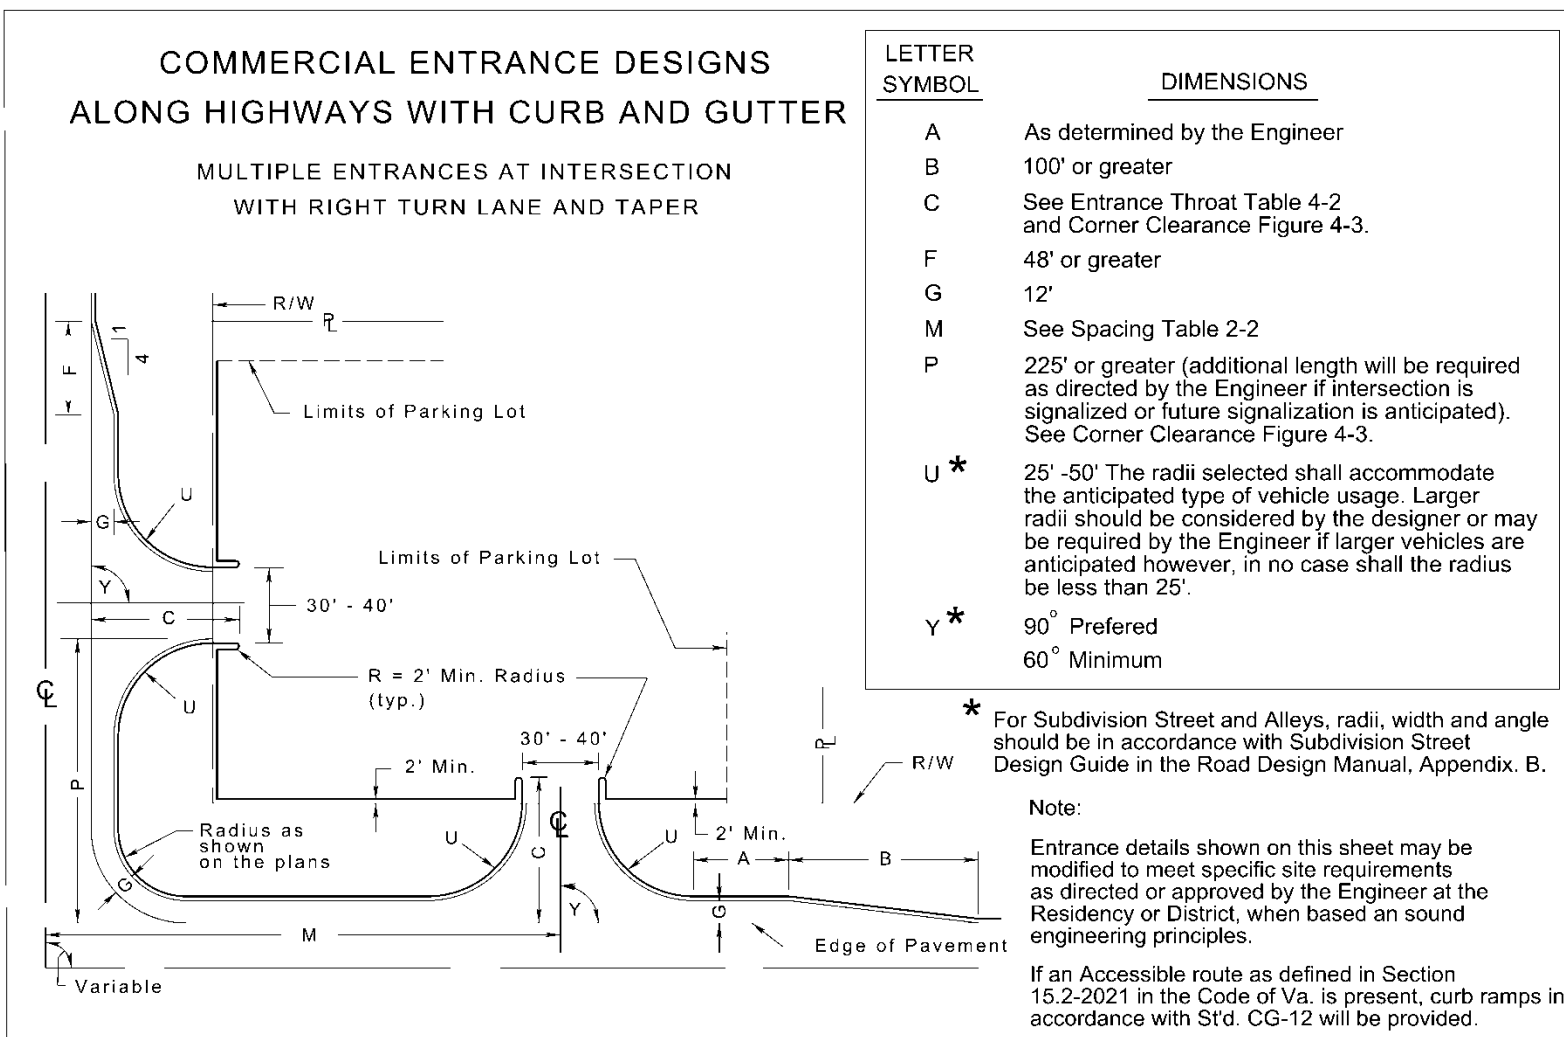 COMMERCIAL ENTRANCE DESIGNS
ALONG HIGHWAYS WITH CURB AND GUTTER
MULTIPLE ENTRANCES AT INTERSECTION
WITH RIGHT TURN LANE AND TAPER
LETTER
SYMBOL
DIMENSIONS
A As determined by the Engineer
B 100' or greater
C See Entrance Throat Table 4-2
and Corner Clearance Figure 4-3.
F 48' or greater
G 12'
M See Spacing Table 2-2
P 225' or greater (additional length will be required
as directed by the Engineer if intersection is
signalized or future signalization is anticipated).
See Corner Clearance Figure 4-3.
U * 25' -50' The radii selected shall accommodate
the anticipated type of vehicle usage. Larger
radii should be considered by the designer or may
be required by the Engineer if larger vehicles are
anticipated however, in no case shall the radius
be less than 25'.
Y * 90° Prefered
60° Minimum
* For Subdivision Street and Alleys, radii, width and angle
should be in accordance with Subdivision Street
Design Guide in the Road Design Manual, Appendix. B.
Note:
Entrance details shown on this sheet may be
modified to meet specific site requirements
as directed or approved by the Engineer at the
Residency or District, when based an sound
engineering principles.
If an Accessible route as defined in Section
15.2-2021 in the Code of Va. is present, curb ramps in
accordance with St'd. CG-12 will be provided.
R/W
PL
1
4
F
Limits of Parking Lot
U
G
Limits of Parking Lot
Y
C
30' - 40'
CL
R = 2' Min. Radius
(typ.)
U
30' - 40'
PL
R/W
P
2' Min.
Radius as
shown
on the plans
U
C
CL
U
2' Min.
A
B
G
Y
G
M
Edge of Pavement
Variable